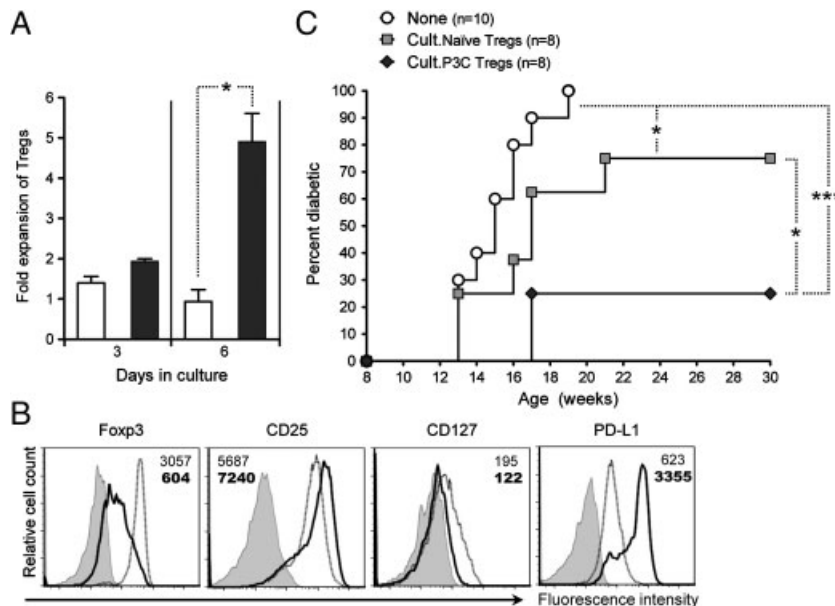 A
Fold expansion of Tregs
6
5
4
3
2
1
0
*
3 6
Days in culture
C
None (n=10)
Cult.Naïve Tregs (n=8)
Cult.P3C Tregs (n=8)
Percent diabetic
100
90
80
70
60
50
40
30
20
10
0
8 10 12 14 16 18 20 22 24 26 28 30
Age (weeks)
*
*
***
B
Relative cell count
Foxp3
3057
604
CD25
5687
7240
CD127
195
122
PD-L1
623
3355
Fluorescence intensity